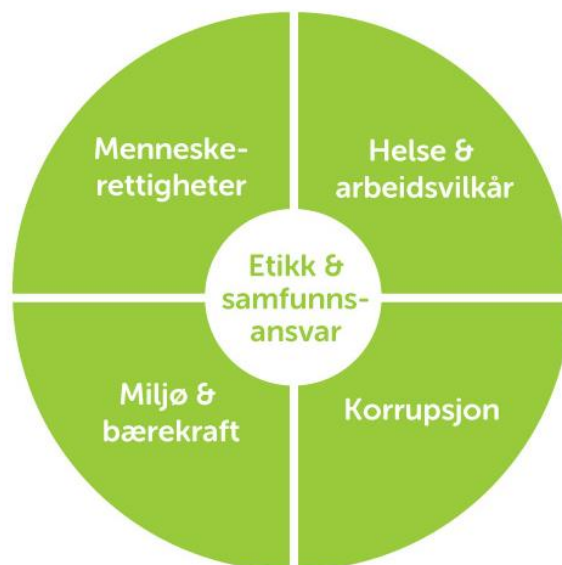 Menneske-
rettigheter
Helse &
arbeidsvilkår
Etikk &
samfunns-
ansvar
Miljø &
bærekraft
Korrupsjon